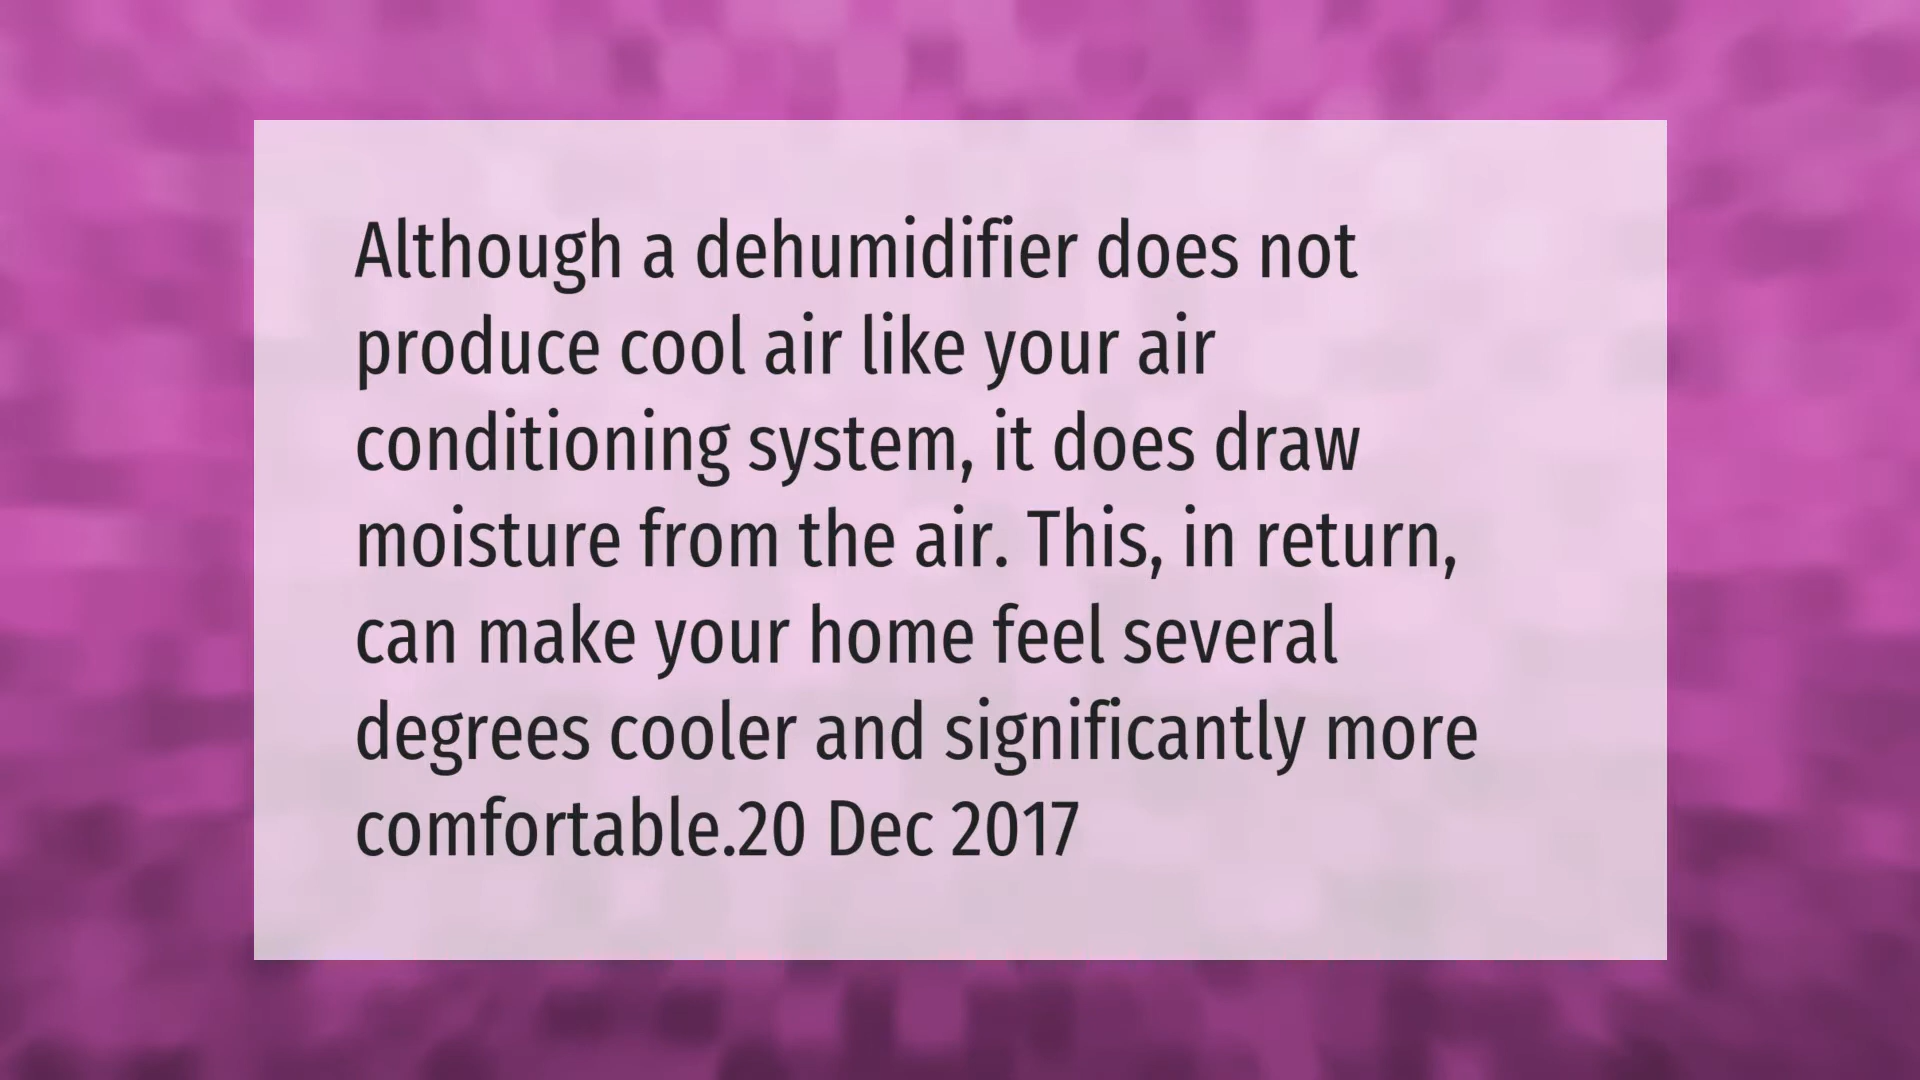 Although a dehumidifier does not
produce cool air like your air
conditioning system, it does draw
moisture from the air. This, in return,
can make your home feel several
degrees cooler and significantly more
comfortable.20 Dec 2017